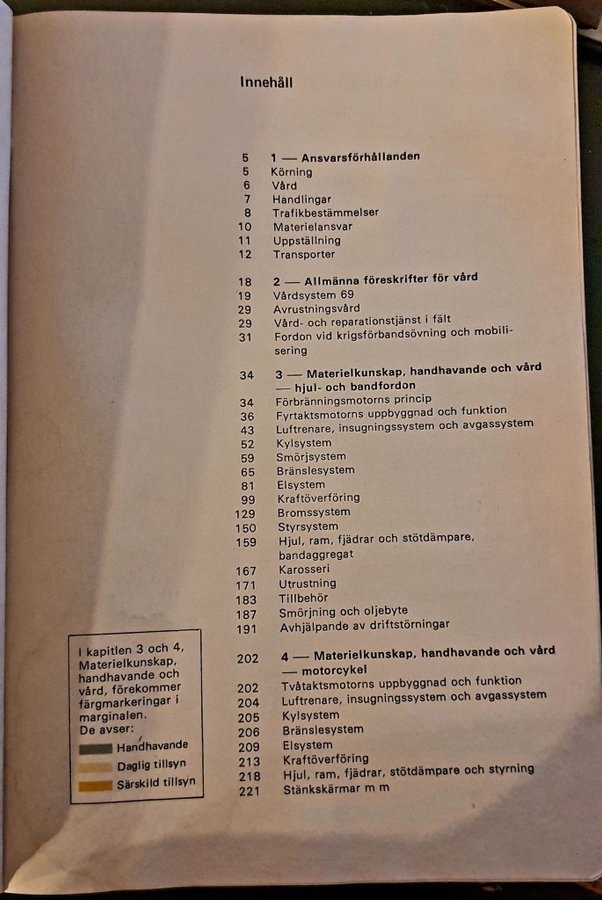 Innehåll
5 1 — Ansvarsförhållanden
5 Körning
6 Vård
7 Handlingar
8 Trafikbestämmelser
10 Materielansvar
11 Uppställning
12 Transporter
18 2 — Allmänna föreskrifter för vård
19 Vårdsystem 69
29 Avrustningsvård
29 Vård- och reparationstjänst i fält
31 Fordon vid krigsförbandsövning och mobili-
sering
34 3 — Materielkunskap, handhavande och vård
— hjul- och bandfordon
34 Förbränningsmotorns princip
36 Fyrtaktsmotorns uppbyggnad och funktion
43 Luftrenare, insugningssystem och avgassystem
52 Kylsystem
59 Smörjsystem
65 Bränslesystem
81 Elsystem
99 Kraftöverföring
129 Bromssystem
150 Styrsystem
159 Hjul, ram, fjädrar och stötdämpare,
bandaggregat
167 Karosseri
171 Utrustning
183 Tillbehör
187 Smörjning och oljebyte
191 Avhjälpande av driftstörningar
202 4 — Materielkunskap, handhavande och vård
— motorcykel
202 Tvåtaktsmotorns uppbyggnad och funktion
204 Luftrenare, insugningssystem och avgassystem
205 Kylsystem
206 Bränslesystem
209 Elsystem
213 Kraftöverföring
218 Hjul, ram, fjädrar, stötdämpare och styrning
221 Stänkskärmar m m
I kapitlen 3 och 4,
Materielkunskap,
handhavande och
vård, förekommer
färgmarkeringar i
marginalen.
De avser:
Handhavande
Daglig tillsyn
Särskild tillsyn